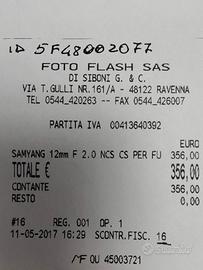 ID 5F48002077
FOTO FLASH SAS
DI SIBONI G. & C.
VIA T.GULLI NR.161/A - 48122 RAVENNA
TEL 0544_420263 -- FAX 0544_426007
PARTITA IVA 00413640392
EURO
SAMYANG 12mm F 2.0 NCS CS PER FU 356,00
TOTALE € 356,00
CONTANTE 356,00
RESTO 0,00
#16 REG. 001 OP. 1
11-05-2017 16:29 SCONTR.FISC. 16
MF OU 45003721
subito